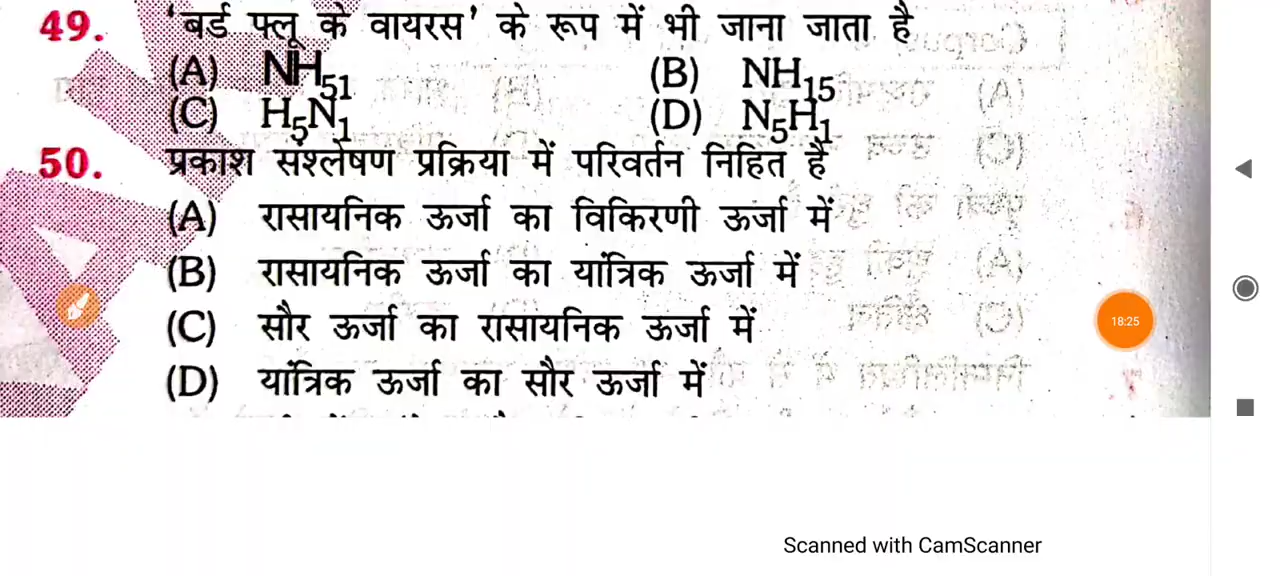 49. 'बर्ड फ्लू के वायरस' के रूप में भी जाना जाता है
(A) NH51 (B) NH15
(C) H5N1 (D) N5H1
50. प्रकाश संश्लेषण प्रक्रिया में परिवर्तन निहित है
(A) रासायनिक ऊर्जा का विकिरणी ऊर्जा में
(B) रासायनिक ऊर्जा का यांत्रिक ऊर्जा में
(C) सौर ऊर्जा का रासायनिक ऊर्जा में
18:25
(D) यांत्रिक ऊर्जा का सौर ऊर्जा में
Scanned with CamScanner